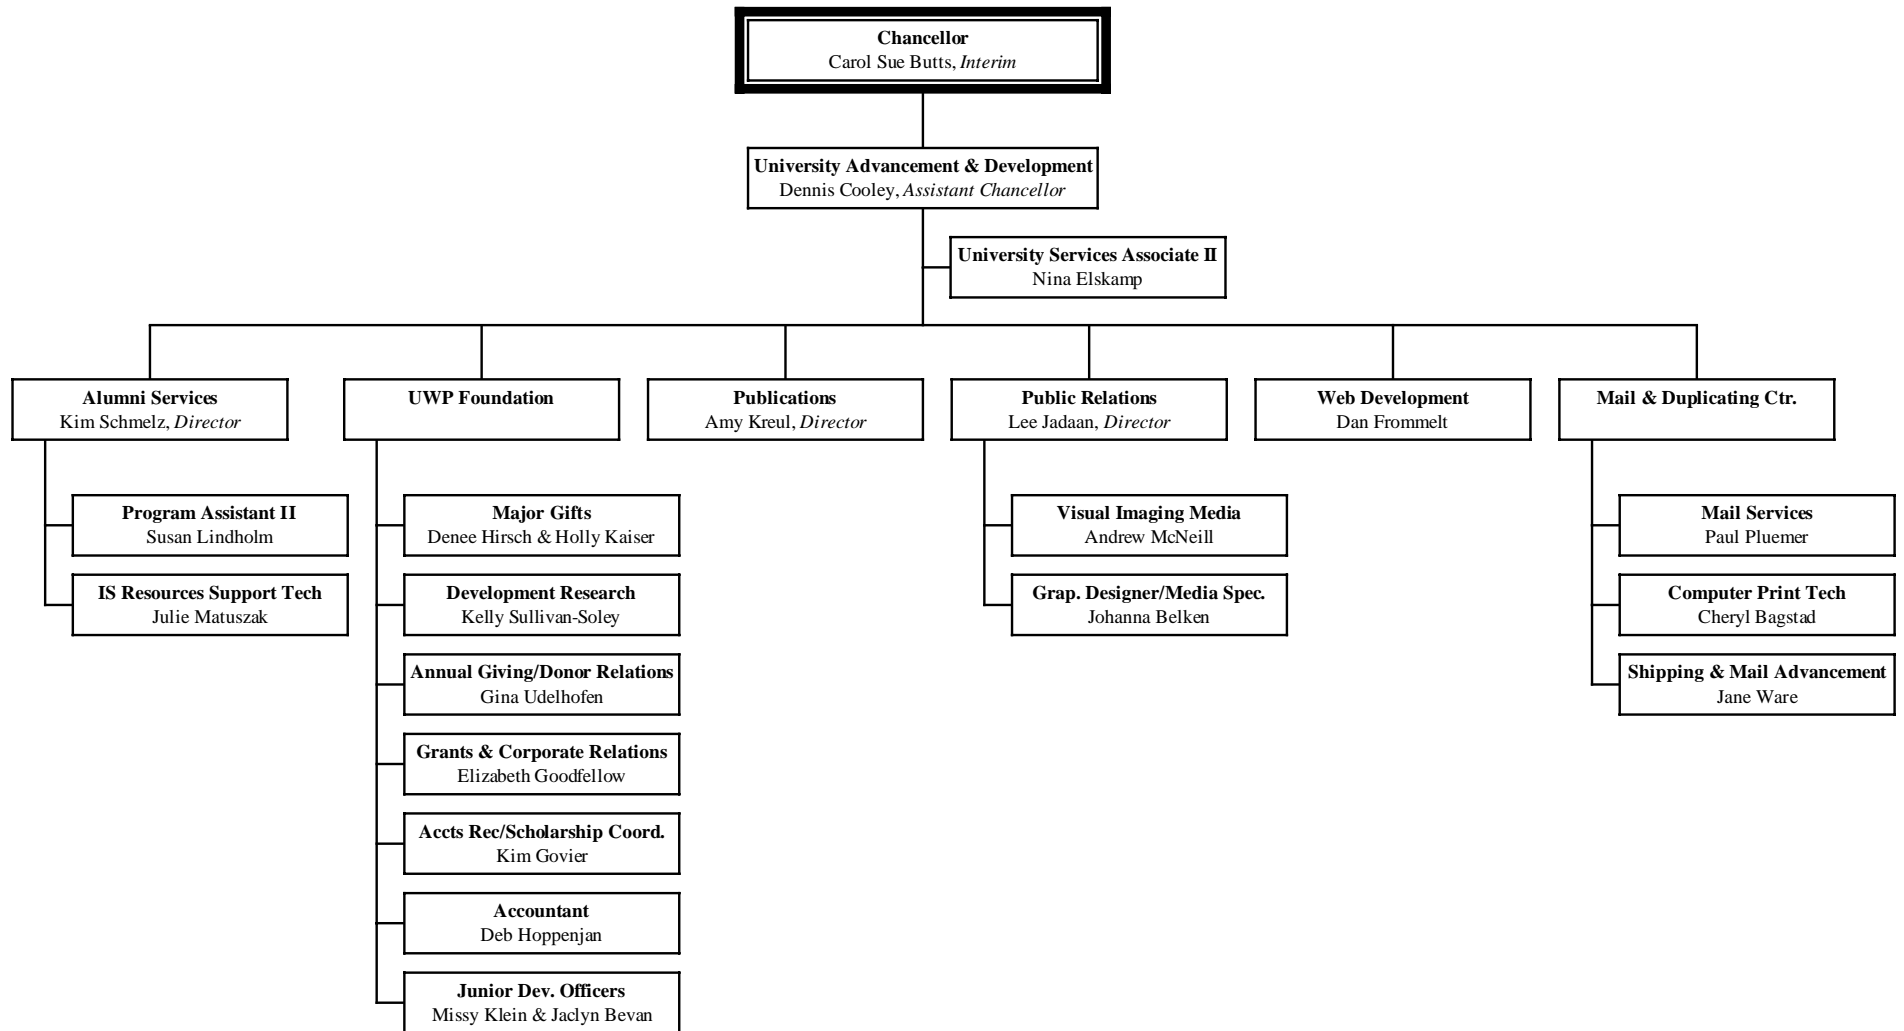 Chancellor
Carol Sue Butts, Interim
University Advancement & Development
Dennis Cooley, Assistant Chancellor
University Services Associate II
Nina Elskamp
Alumni Services
Kim Schmelz, Director
UWP Foundation
Publications
Amy Kreul, Director
Public Relations
Lee Jadaan, Director
Web Development
Dan Frommelt
Mail & Duplicating Ctr.
Program Assistant II
Susan Lindholm
IS Resources Support Tech
Julie Matuszak
Major Gifts
Denee Hirsch & Holly Kaiser
Development Research
Kelly Sullivan-Soley
Annual Giving/Donor Relations
Gina Udelhofen
Grants & Corporate Relations
Elizabeth Goodfellow
Accts Rec/Scholarship Coord.
Kim Govier
Accountant
Deb Hoppenjan
Junior Dev. Officers
Missy Klein & Jaclyn Bevan
Visual Imaging Media
Andrew McNeill
Grap. Designer/Media Spec.
Johanna Belken
Mail Services
Paul Pluemer
Computer Print Tech
Cheryl Bagstad
Shipping & Mail Advancement
Jane Ware